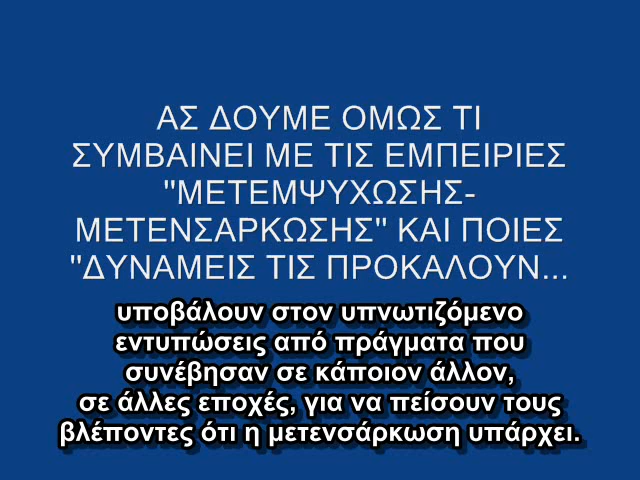 ΑΣ ΔΟΥΜΕ ΟΜΩΣ ΤΙ
ΣΥΜΒΑΙΝΕΙ ΜΕ ΤΙΣ ΕΜΠΕΙΡΙΕΣ
"ΜΕΤΕΜΨΥΧΩΣΗΣ-
ΜΕΤΕΝΣΑΡΚΩΣΗΣ" ΚΑΙ ΠΟΙΕΣ
"ΔΥΝΑΜΕΙΣ ΤΙΣ ΠΡΟΚΑΛΟΥΝ...
υποβάλουν στον υπνωτιζόμενο
εντυπώσεις από πράγματα που
συνέβησαν σε κάποιον άλλον,
σε άλλες εποχές, για να πείσουν τους
βλέποντες ότι η μετενσάρκωση υπάρχει.